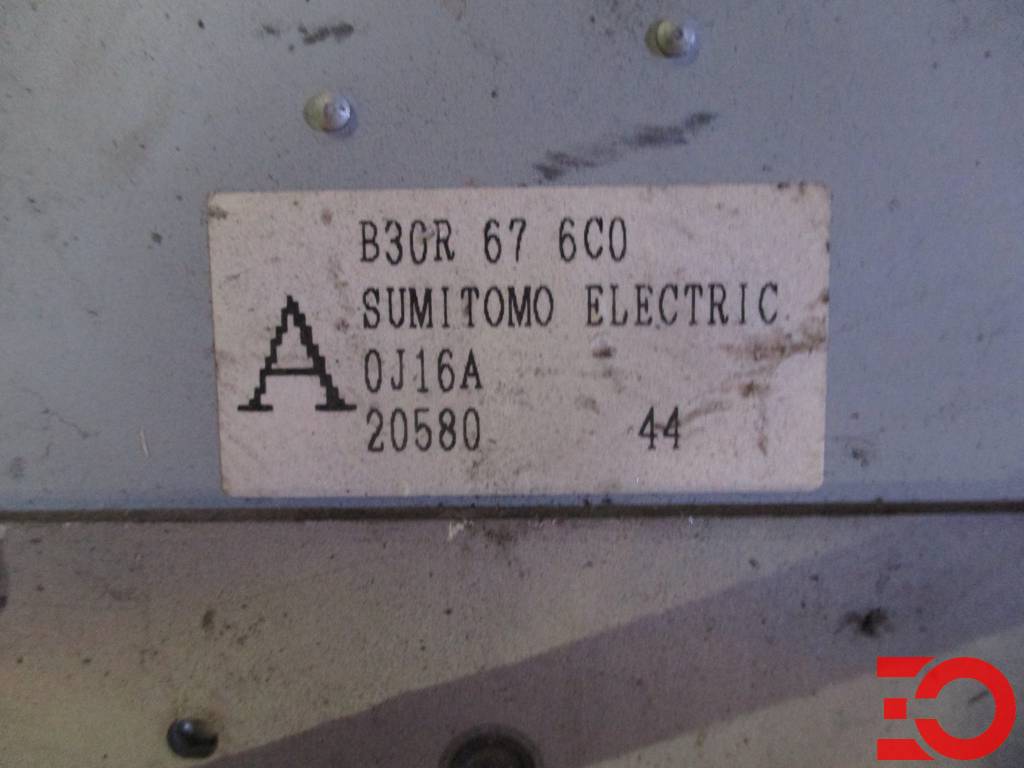 B3GR 67 6C0
SUMITOMO ELECTRIC
A
0J16A
20580 44